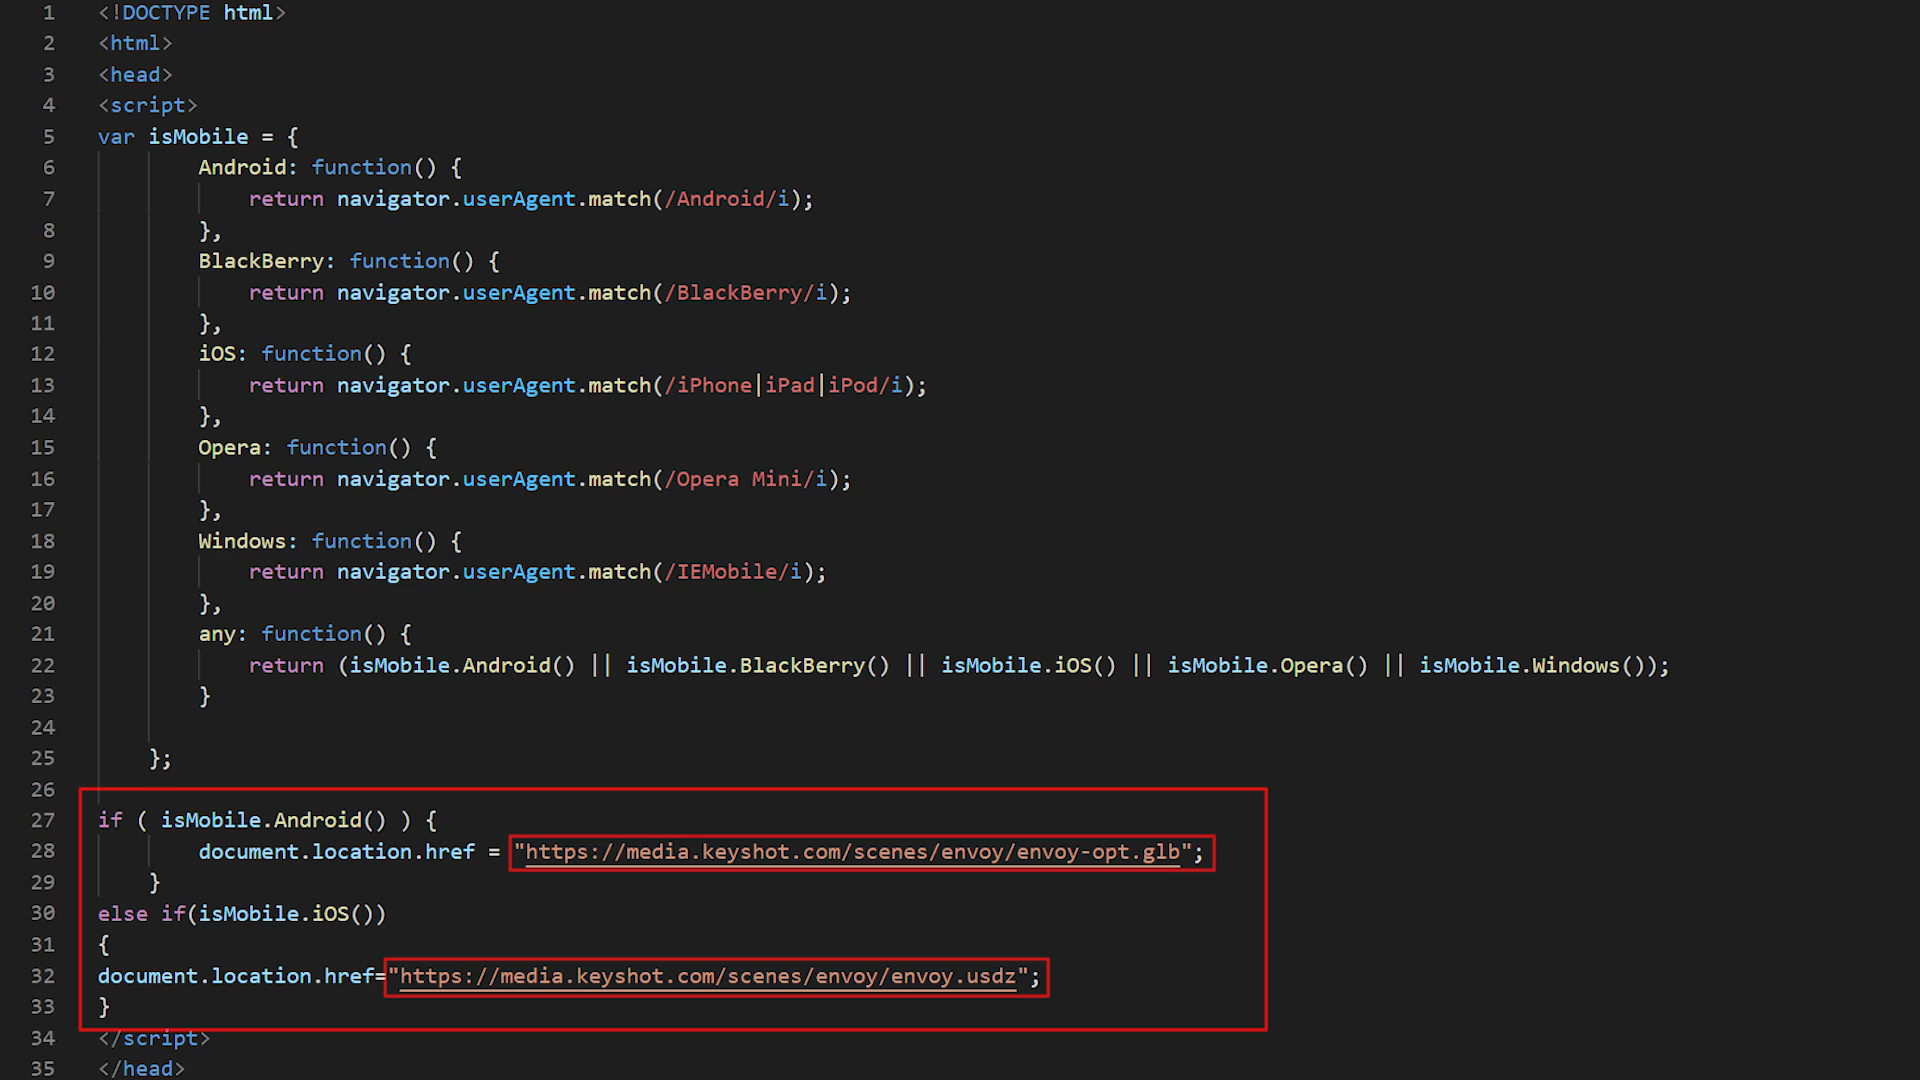 1 <!DOCTYPE html>
2 <html>
3 <head>
4 <script>
5 var isMobile = {
6 Android: function() {
7 return navigator.userAgent.match(/Android/i);
8 },
9 BlackBerry: function() {
10 return navigator.userAgent.match(/BlackBerry/i);
11 },
12 iOS: function() {
13 return navigator.userAgent.match(/iPhone|iPad|iPod/i);
14 },
15 Opera: function() {
16 return navigator.userAgent.match(/Opera Mini/i);
17 },
18 Windows: function() {
19 return navigator.userAgent.match(/IEMobile/i);
20 },
21 any: function() {
22 return (isMobile.Android() || isMobile.BlackBerry() || isMobile.iOS() || isMobile.Opera() || isMobile.Windows());
23 }
24
25 };
26
27 if ( isMobile.Android() ) {
28 document.location.href = "https://media.keyshot.com/scenes/envoy/envoy-opt.glb";
29 }
30 else if(isMobile.iOS())
31 {
32 document.location.href="https://media.keyshot.com/scenes/envoy/envoy.usdz";
33 }
34 </script>
35 </head>